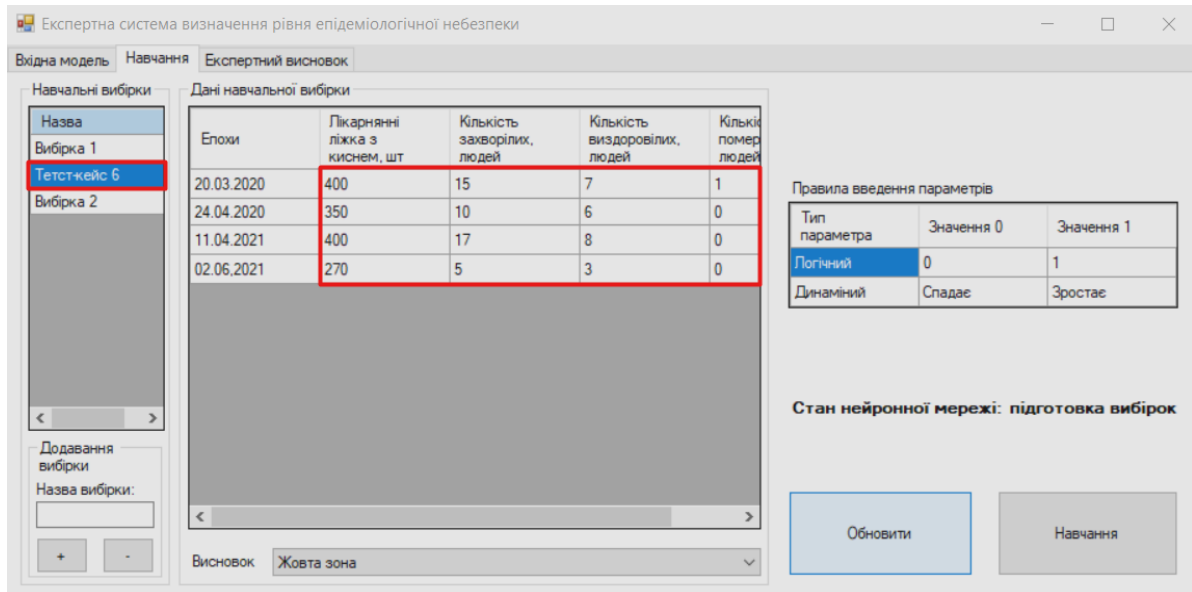 Експертна система визначення рівня епідеміологічної небезпеки
Вхідна модель Навчання Експертний висновок
Навчальні вибірки
Назва
Вибірка 1
Тетст-кейс 6
Вибірка 2
Додавання
вибірки
Назва вибірки:
+ -
Дані навчальної вибірки
Епохи
Лікарнянні
ліжка з
киснем, шт
Кількість
захворілих,
людей
Кількість
виздоровілих,
людей
Кількіс
помер
людей
20.03.2020 400 15 7 1
24.04.2020 350 10 6 0
11.04.2021 400 17 8 0
02.06.2021 270 5 3 0
Висновок Жовта зона
Правила введення параметрів
Тип
параметра
Значення 0 Значення 1
Логічний 0 1
Динаміний Спадає Зростає
Стан нейронної мережі: підготовка вибірок
Обновити Навчання